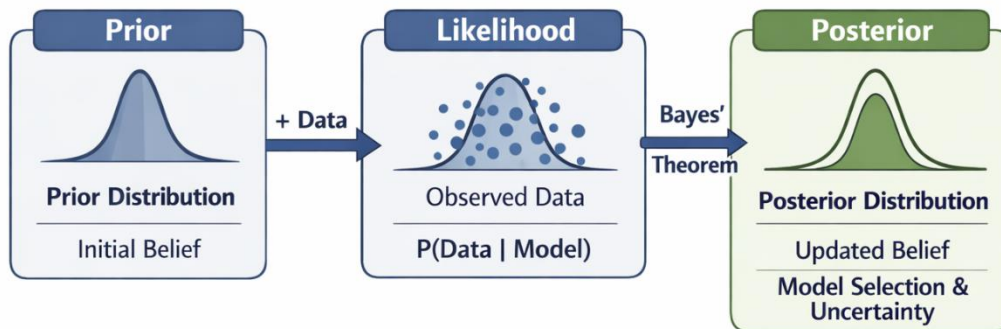 Prior
Prior Distribution
Initial Belief
+ Data
Likelihood
Observed Data
P(Data | Model)
Bayes'
Theorem
Posterior
Posterior Distribution
Updated Belief
Model Selection &
Uncertainty